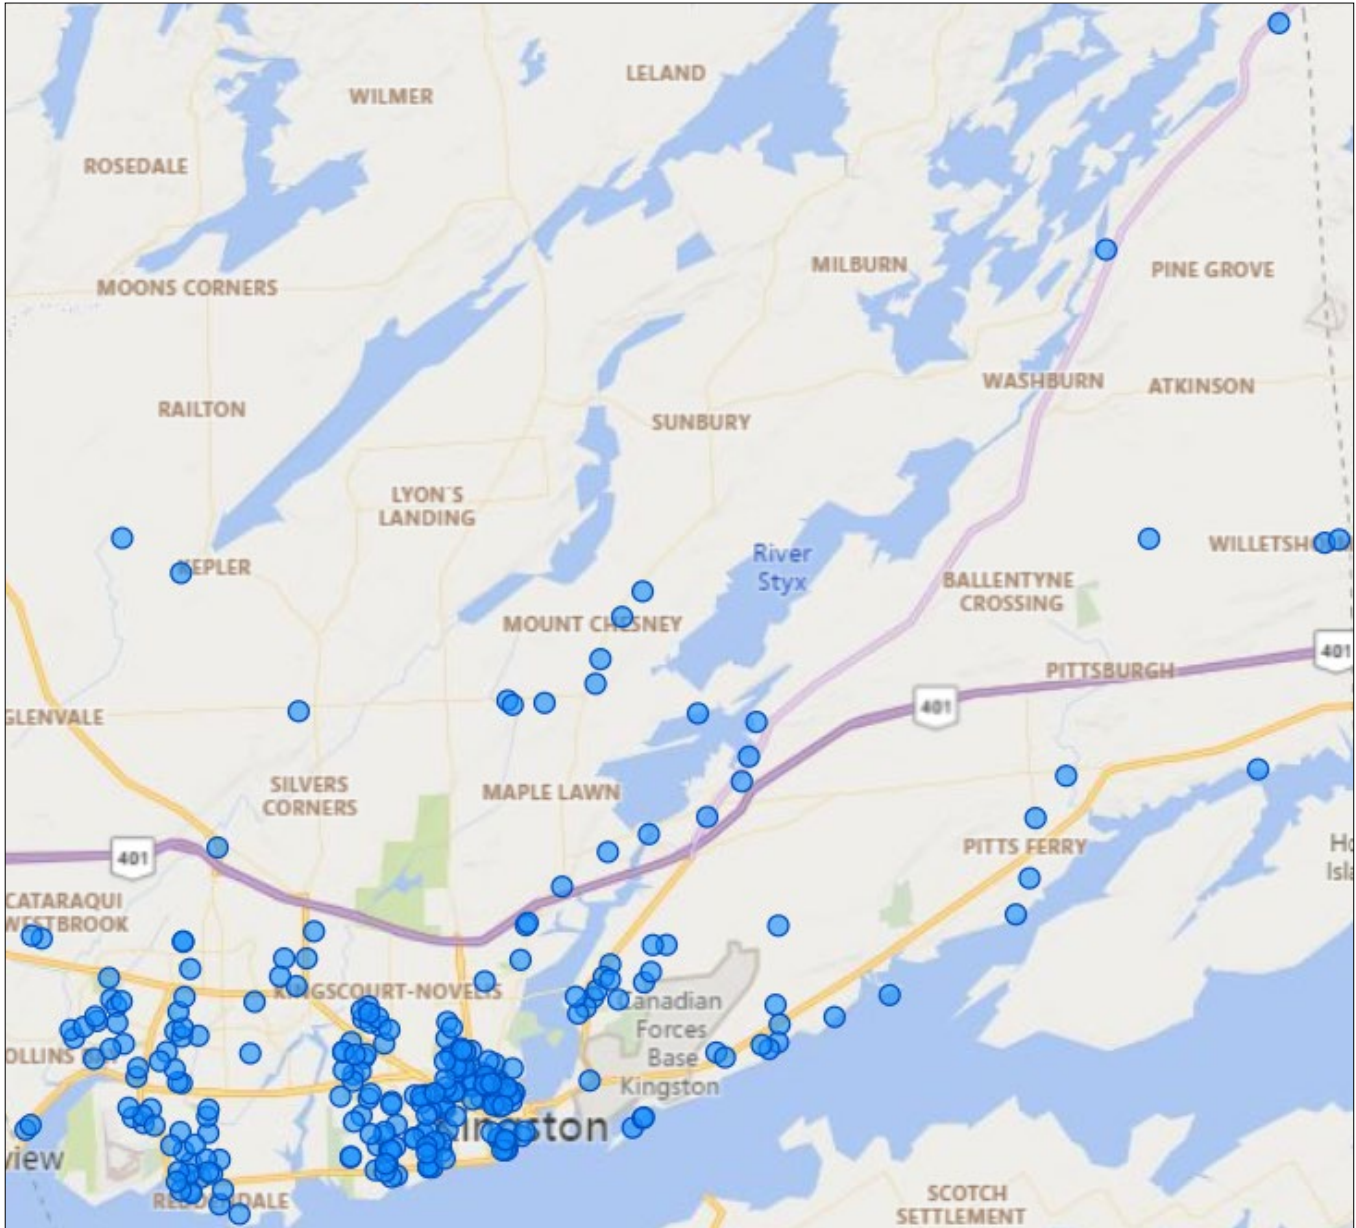 LELAND
WILMER
ROSEDALE
MILBURN
PINE GROVE
MOONS CORNERS
WASHBURN
ATKINSON
RAILTON
SUNBURY
LYON'S
LANDING
River
Styx
KEPLER
BALLENTYNE
CROSSING
MOUNT CHESNEY
401
PITTSBURGH
401
GLENVALE
SILVERS
CORNERS
MAPLE LAWN
PITTS FERRY
401
CATARAQUI
WESTBROOK
KINGSCOURT-NOVELIS
Canadian
Forces
Base
Kingston
Kingston
view
SCOTCH
SETTLEMENT